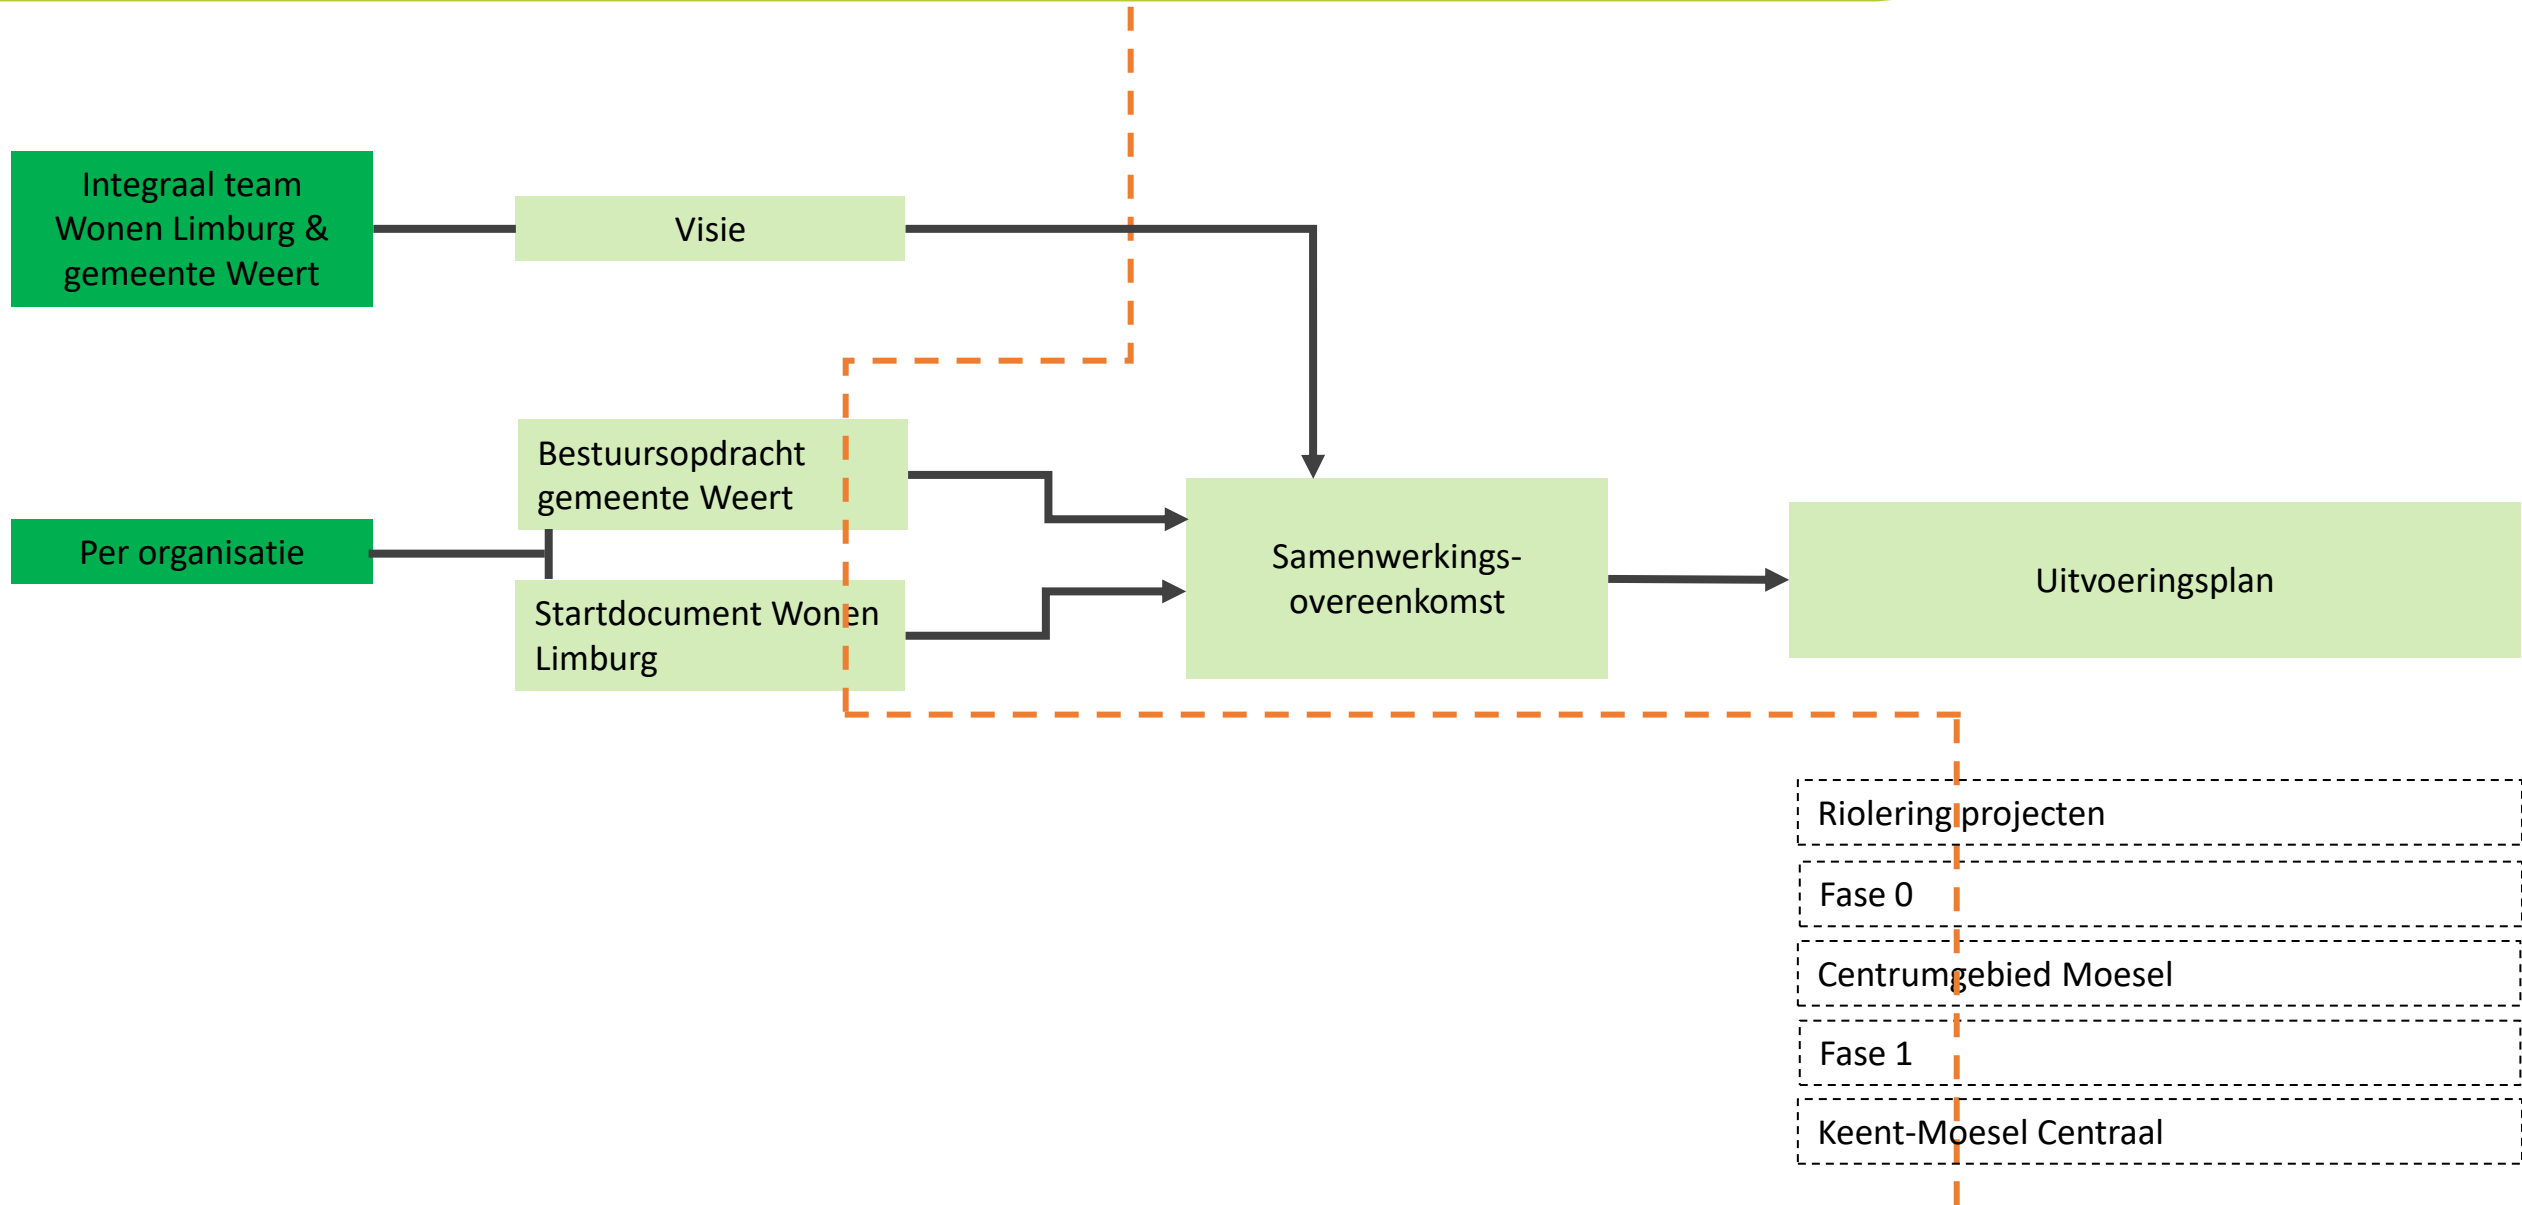 Integraal team
Wonen Limburg &
gemeente Weert
Visie
Bestuursopdracht
gemeente Weert
Per organisatie
Startdocument Wonen
Limburg
Samenwerkings-
overeenkomst
Uitvoeringsplan
Riolering projecten
Fase 0
Centrumgebied Moesel
Fase 1
Keent-Moesel Centraal